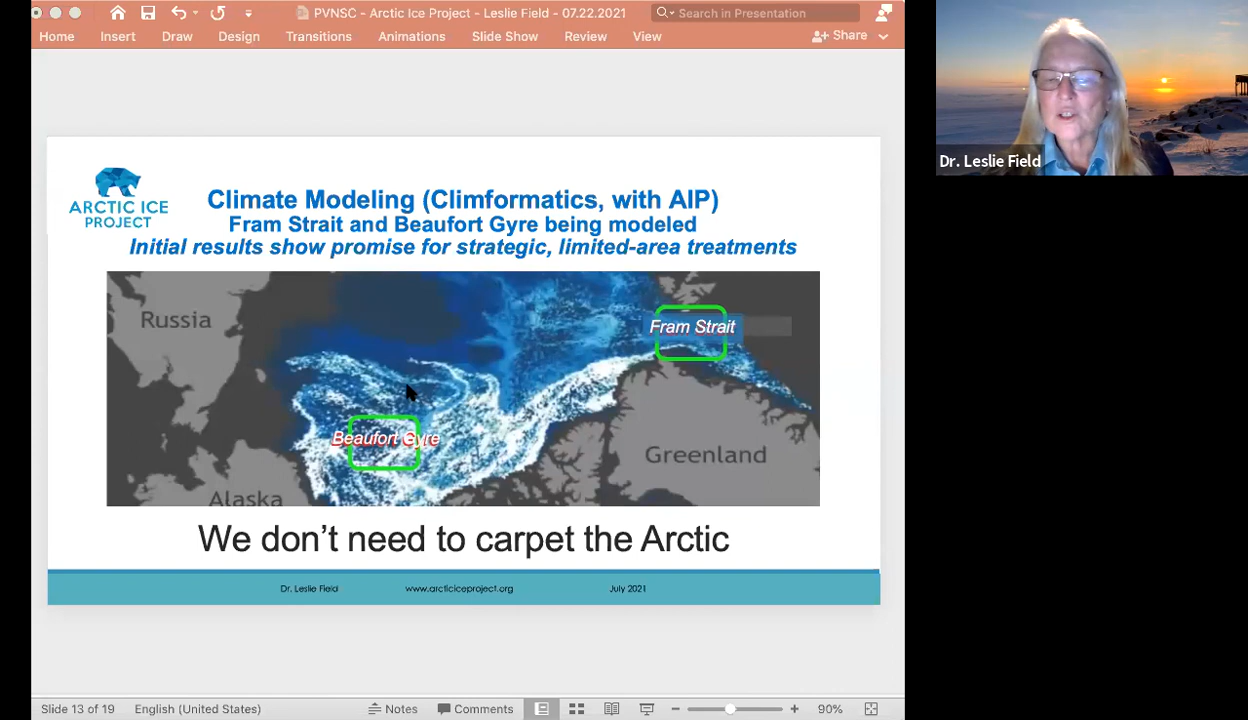 PVNSC - Arctic Ice Project - Leslie Field - 07.22.2021
Search in Presentation
Home Insert Draw Design Transitions Animations Slide Show Review View Share
ARCTIC ICE
PROJECT
Climate Modeling (Climformatics, with AIP)
Fram Strait and Beaufort Gyre being modeled
Initial results show promise for strategic, limited-area treatments
Russia
Fram Strait
Beaufort Gyre
Greenland
Alaska
We don't need to carpet the Arctic
Dr. Leslie Field www.arcticiceproject.org July 2021
Slide 13 of 19 English (United States) Notes Comments 90%
Dr. Leslie Field